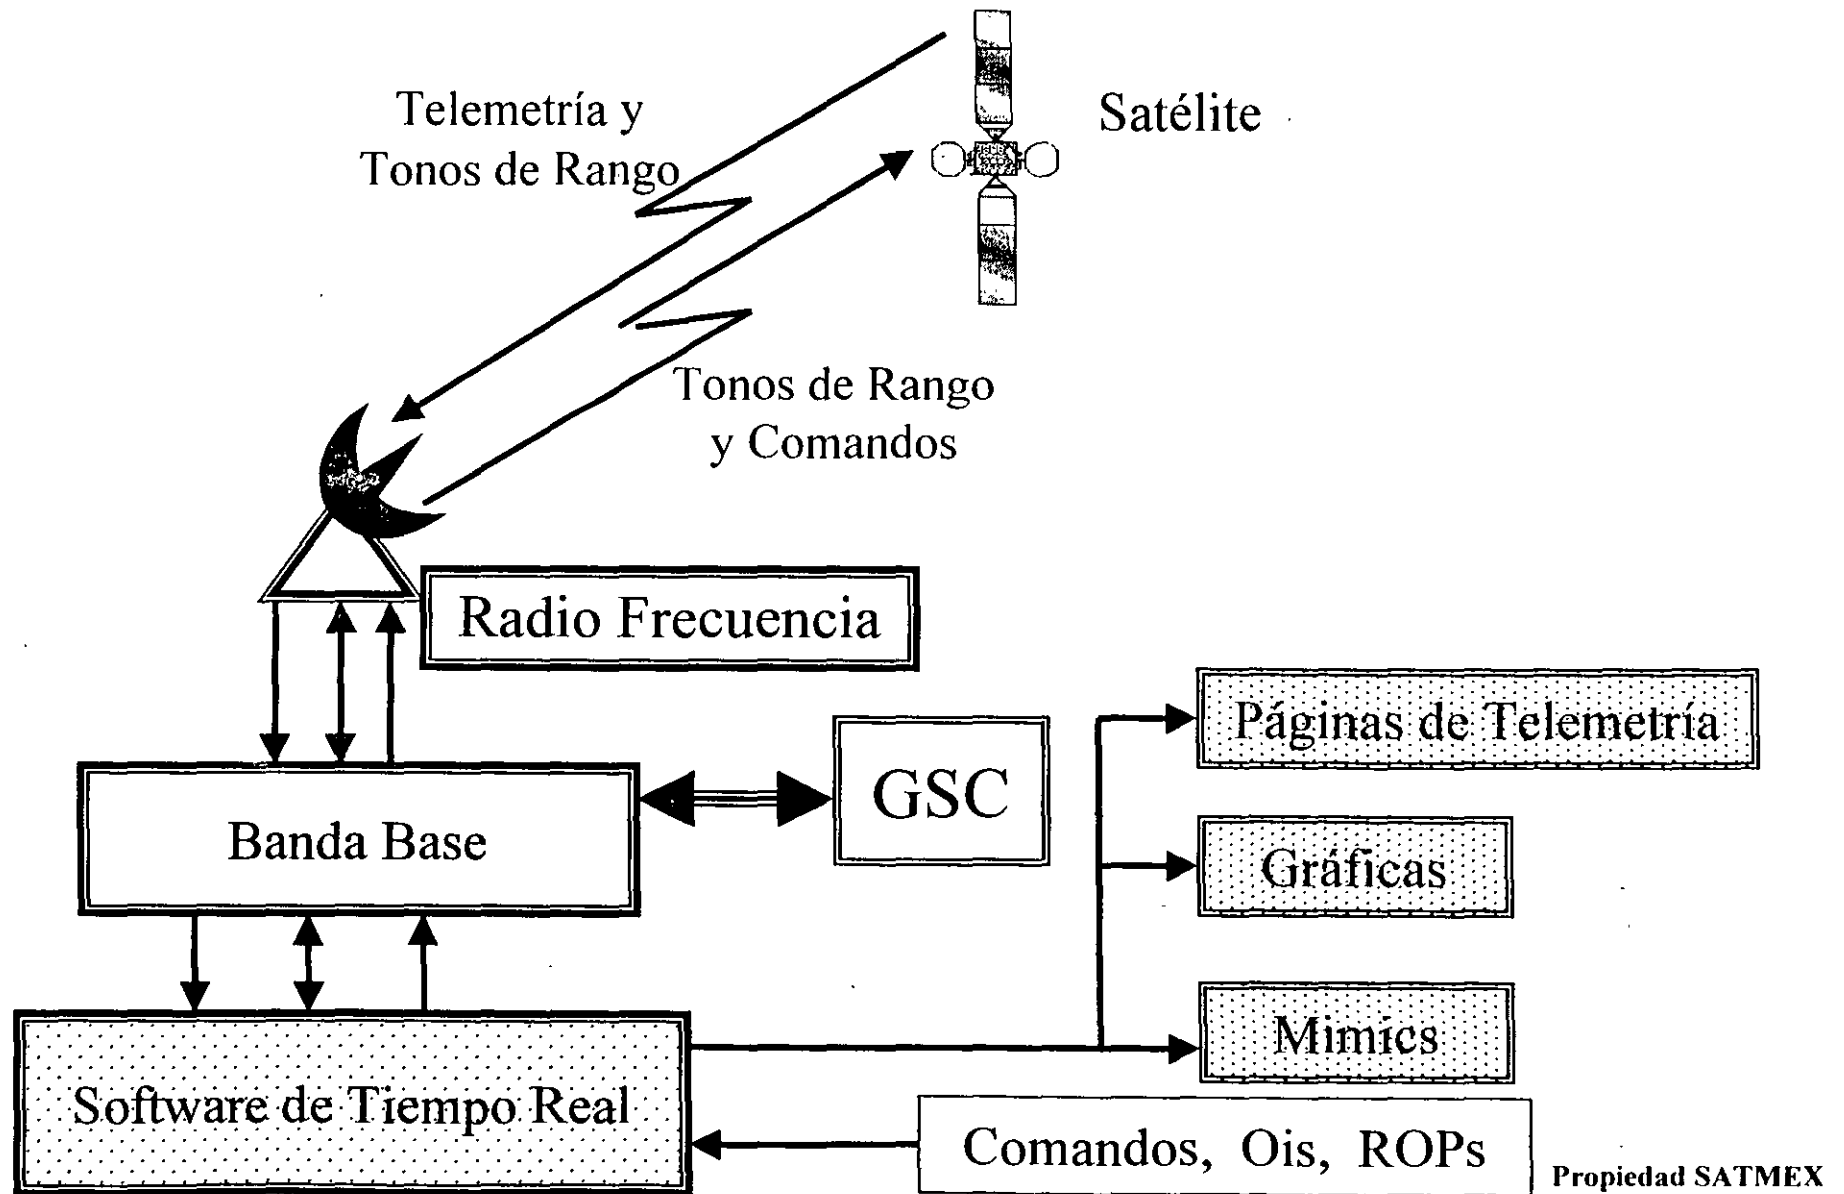 Telemetría y
Tonos de Rango
Satélite
Tonos de Rango
y Comandos
Radio Frecuencia
Páginas de Telemetría
GSC
Banda Base
Gráficas
Mimics
Software de Tiempo Real
Comandos, Ois, ROPs
Propiedad SATMEX